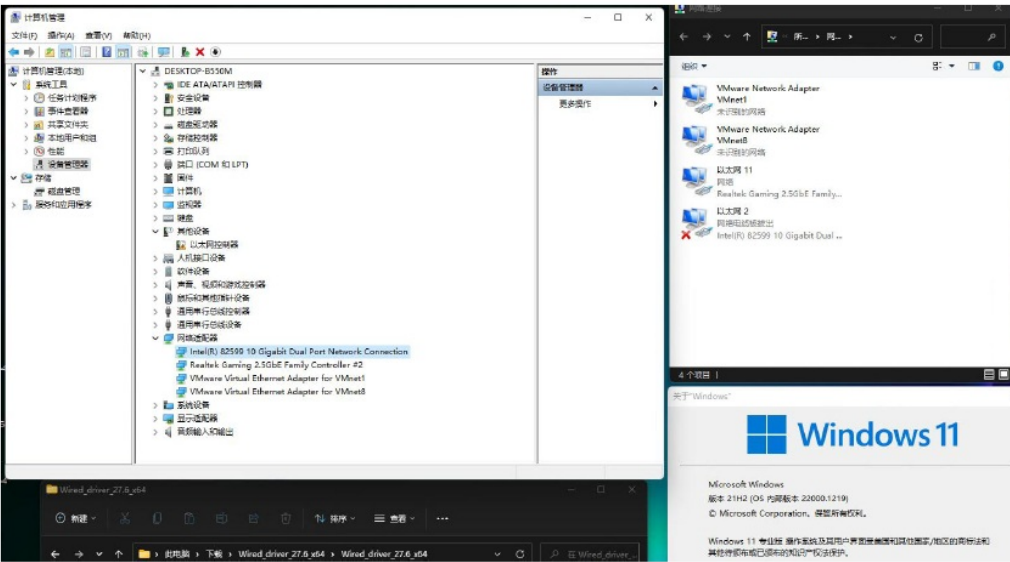 计算机管理
文件(F) 操作(A) 查看(V) 帮助(H)
计算机管理(本地)
系统工具
任务计划程序
事件查看器
共享文件夹
本地用户和组
性能
设备管理器
存储
磁盘管理
服务和应用程序
DESKTOP-B550M
IDE ATA/ATAPI 控制器
安全设备
处理器
磁盘驱动器
存储控制器
打印队列
端口 (COM 和 LPT)
固件
计算机
监视器
键盘
其他设备
以太网控制器
人机接口设备
软件设备
声音、视频和游戏控制器
鼠标和其他指针设备
通用串行总线控制器
通用串行总线设备
网络适配器
Intel(R) 82599 10 Gigabit Dual Port Network Connection
Realtek Gaming 2.5GbE Family Controller #2
VMware Virtual Ethernet Adapter for VMnet1
VMware Virtual Ethernet Adapter for VMnet8
系统设备
显示适配器
音频输入和输出
操作
设备管理器
更多操作
网络连接
所... › 网... ›
组织
VMware Network Adapter
VMnet1
未识别的网络
VMware Network Adapter
VMnet8
未识别的网络
以太网 11
网络
Realtek Gaming 2.5GbE Family...
以太网 2
网络电缆被拔出
Intel(R) 82599 10 Gigabit Dual ...
4 个项目
关于"Windows"
Windows 11
Microsoft Windows
版本 21H2 (OS 内部版本 22000.1219)
© Microsoft Corporation。保留所有权利。
Windows 11 专业版 操作系统及其用户界面受美国和其他国家/地区的商标法和
其他待颁布或已颁布的知识产权法保护。
Wired_driver_27.6_x64
新建 排序 查看 ...
此电脑 › 下载 › Wired_driver_27.6_x64 › Wired_driver_27.6_x64
在 Wired_driver_...